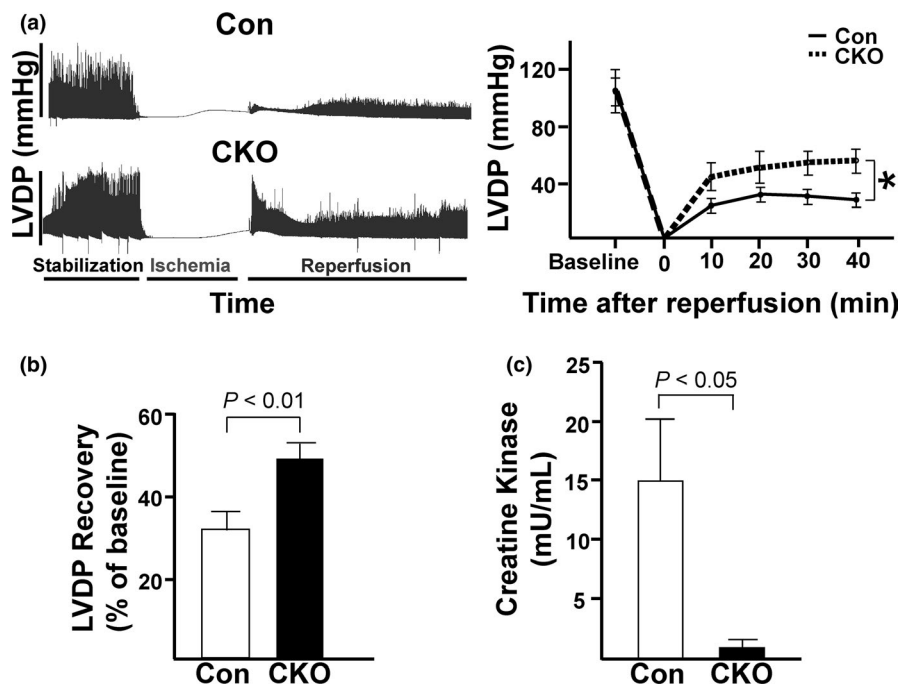 (a)
Con
LVDP (mmHg)
CKO
Stabilization Ischemia Reperfusion
Time
Con
CKO
LVDP (mmHg)
120
80
40
*
Baseline 0 10 20 30 40
Time after reperfusion (min)
(b)
P < 0.01
LVDP Recovery
(% of baseline)
60
40
20
Con CKO
(c)
P < 0.05
Creatine Kinase
(mU/mL)
25
20
15
10
5
Con CKO